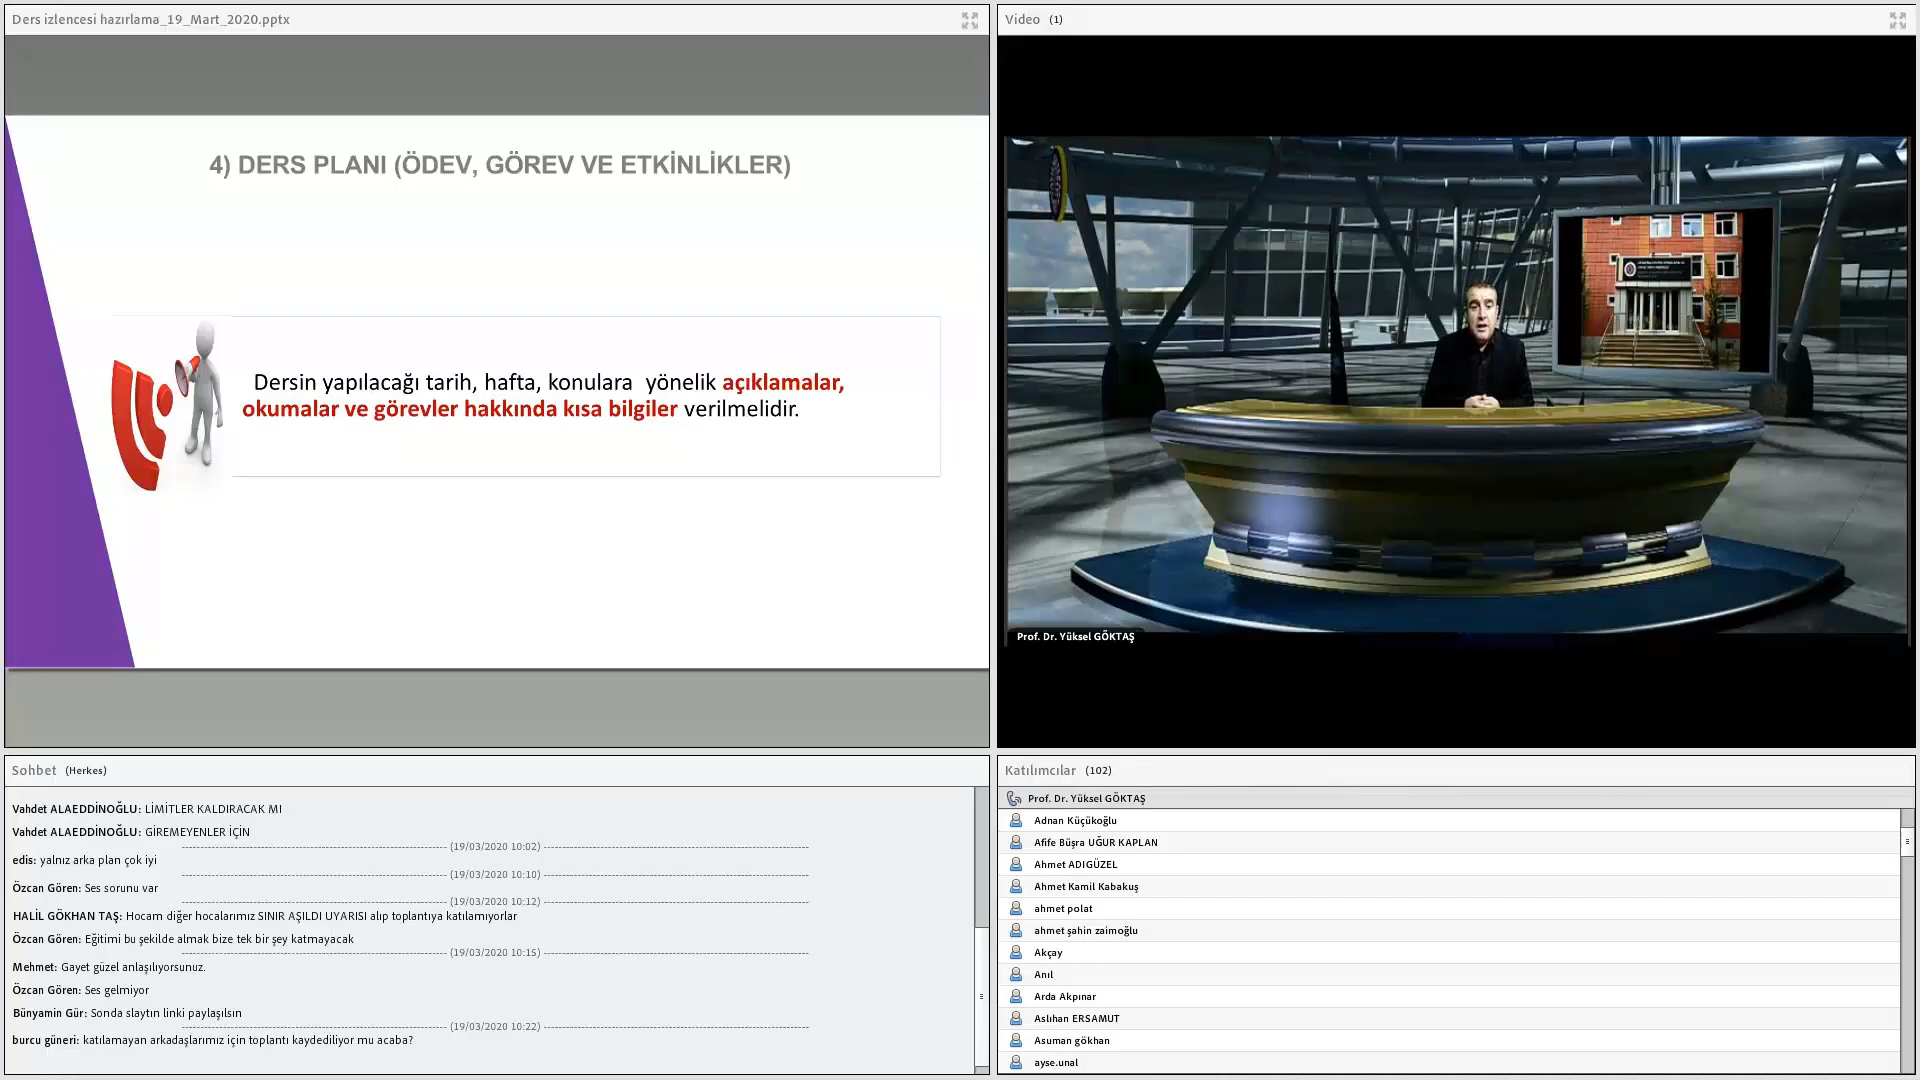 Ders izlencesi hazırlama_19_Mart_2020.pptx
4) DERS PLANI (ÖDEV, GÖREV VE ETKİNLİKLER)
Dersin yapılacağı tarih, hafta, konulara yönelik açıklamalar,
okumalar ve görevler hakkında kısa bilgiler verilmelidir.
Video (1)
Prof. Dr. Yüksel GÖKTAŞ
Sohbet (Herkes)
Vahdet ALAEDDİNOĞLU: LİMİTLER KALDIRACAK MI
Vahdet ALAEDDİNOĞLU: GİREMEYENLER İÇİN
(19/03/2020 10:02)
edis: yalnız arka plan çok iyi
(19/03/2020 10:10)
Özcan Gören: Ses sorunu var
(19/03/2020 10:12)
HALİL GÖKHAN TAŞ: Hocam diğer hocalarımız SINIR AŞILDI UYARISI alıp toplantıya katılamıyorlar
Özcan Gören: Eğitimi bu şekilde almak bize tek bir şey katmayacak
(19/03/2020 10:15)
Mehmet: Gayet güzel anlaşılıyorsunuz.
Özcan Gören: Ses gelmiyor
Bünyamin Gür: Sonda slaytın linki paylaşılsın
(19/03/2020 10:22)
burcu güneri: katılamayan arkadaşlarımız için toplantı kaydediliyor mu acaba?
Katılımcılar (102)
Prof. Dr. Yüksel GÖKTAŞ
Adnan Küçükoğlu
Afife Büşra UĞUR KAPLAN
Ahmet ADIGÜZEL
Ahmet Kamil Kabakuş
ahmet polat
ahmet şahin zaimoğlu
Akçay
Anıl
Arda Akpınar
Aslıhan ERSAMUT
Asuman gökhan
ayse.unal